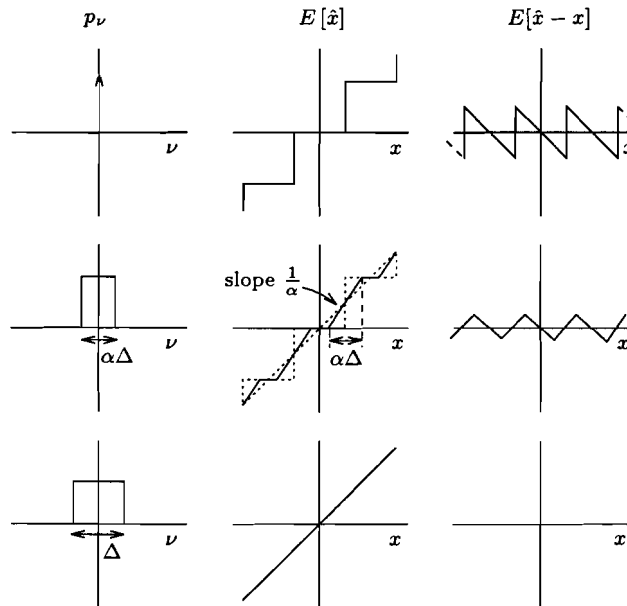 p_ν E[x̂] E[x̂ − x]
ν x x
slope 1/α
ν x x
αΔ αΔ
ν x x
Δ